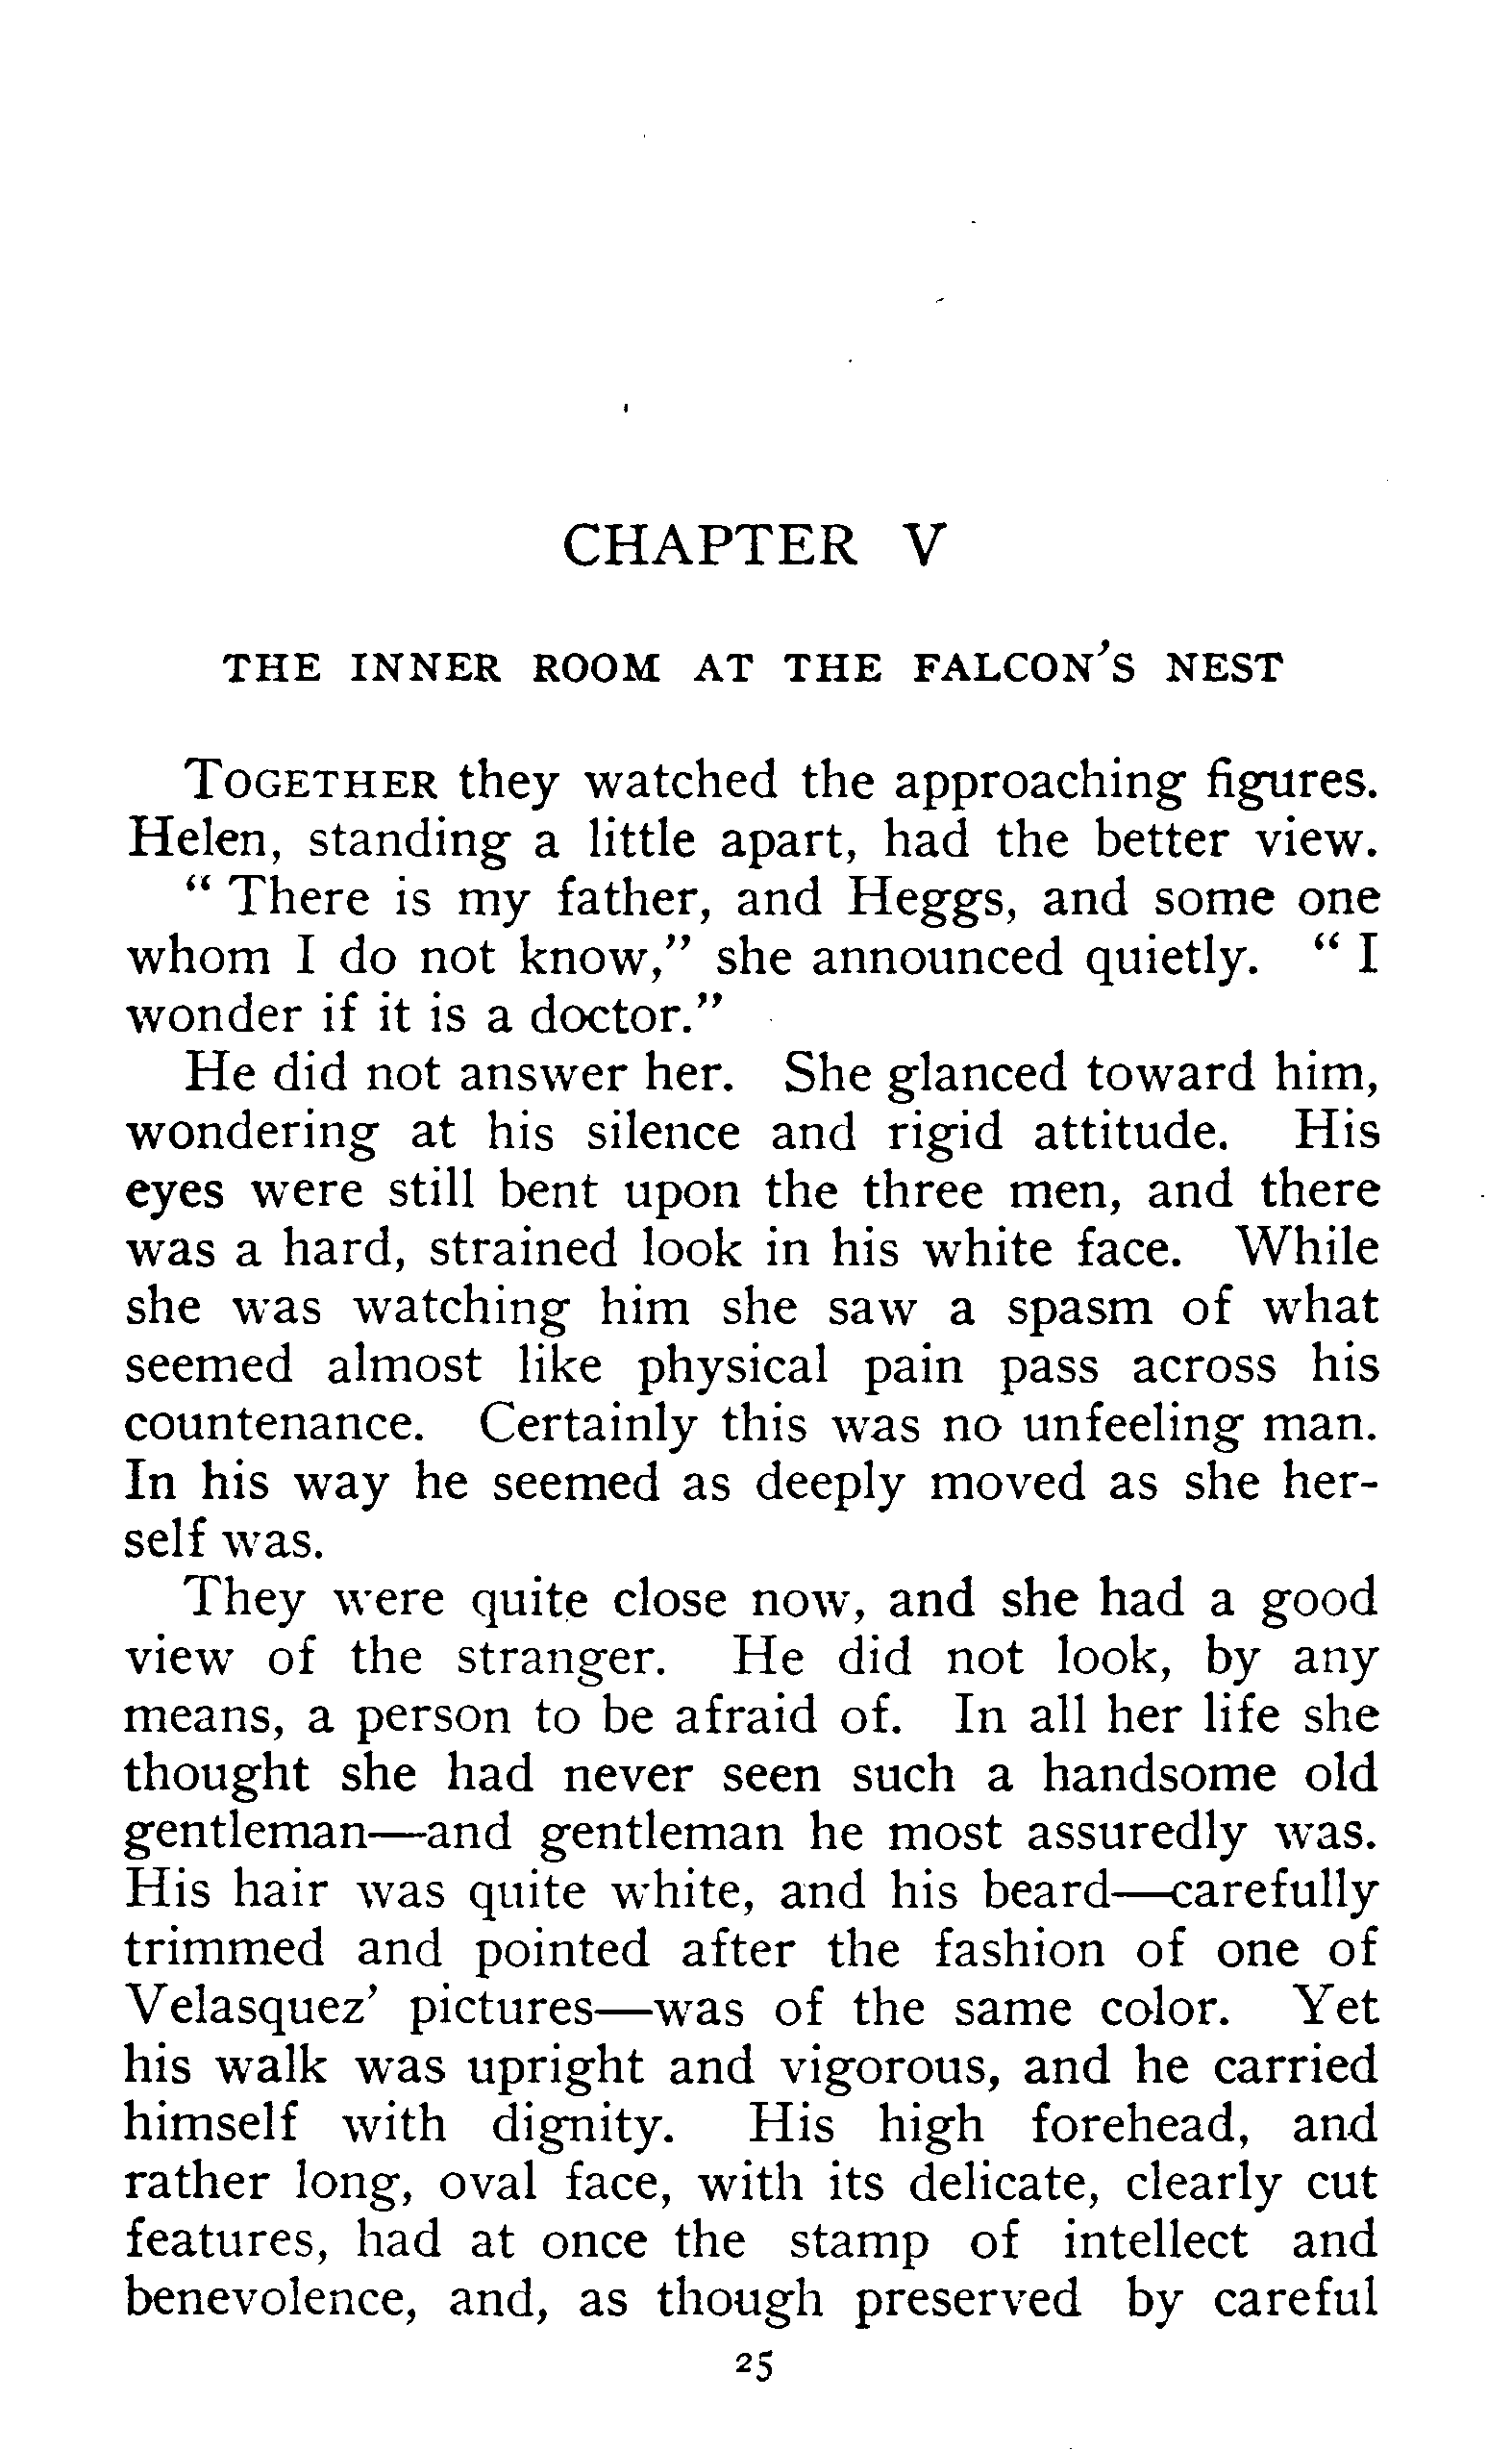 CHAPTER V
THE INNER ROOM AT THE FALCON'S NEST
TOGETHER they watched the approaching figures.
Helen, standing a little apart, had the better view.
" There is my father, and Heggs, and some one
whom I do not know," she announced quietly. " I
wonder if it is a doctor."
He did not answer her. She glanced toward him,
wondering at his silence and rigid attitude. His
eyes were still bent upon the three men, and there
was a hard, strained look in his white face. While
she was watching him she saw a spasm of what
seemed almost like physical pain pass across his
countenance. Certainly this was no unfeeling man.
In his way he seemed as deeply moved as she her-
self was.
They were quite close now, and she had a good
view of the stranger. He did not look, by any
means, a person to be afraid of. In all her life she
thought she had never seen such a handsome old
gentleman—and gentleman he most assuredly was.
His hair was quite white, and his beard—carefully
trimmed and pointed after the fashion of one of
Velasquez' pictures—was of the same color. Yet
his walk was upright and vigorous, and he carried
himself with dignity. His high forehead, and
rather long, oval face, with its delicate, clearly cut
features, had at once the stamp of intellect and
benevolence, and, as though preserved by careful
25